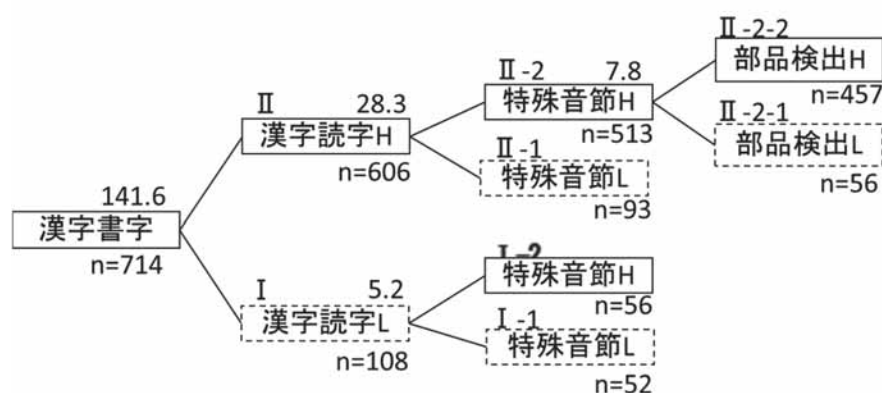 Ⅱ-2-2
部品検出H
n=457
Ⅱ-2 7.8
特殊音節H
n=513
Ⅱ-2-1
部品検出L
n=56
Ⅱ 28.3
漢字読字H
n=606
Ⅱ-1
特殊音節L
n=93
141.6
漢字書字
n=714
Ⅰ-2
特殊音節H
n=56
Ⅰ 5.2
漢字読字L
n=108
Ⅰ-1
特殊音節L
n=52